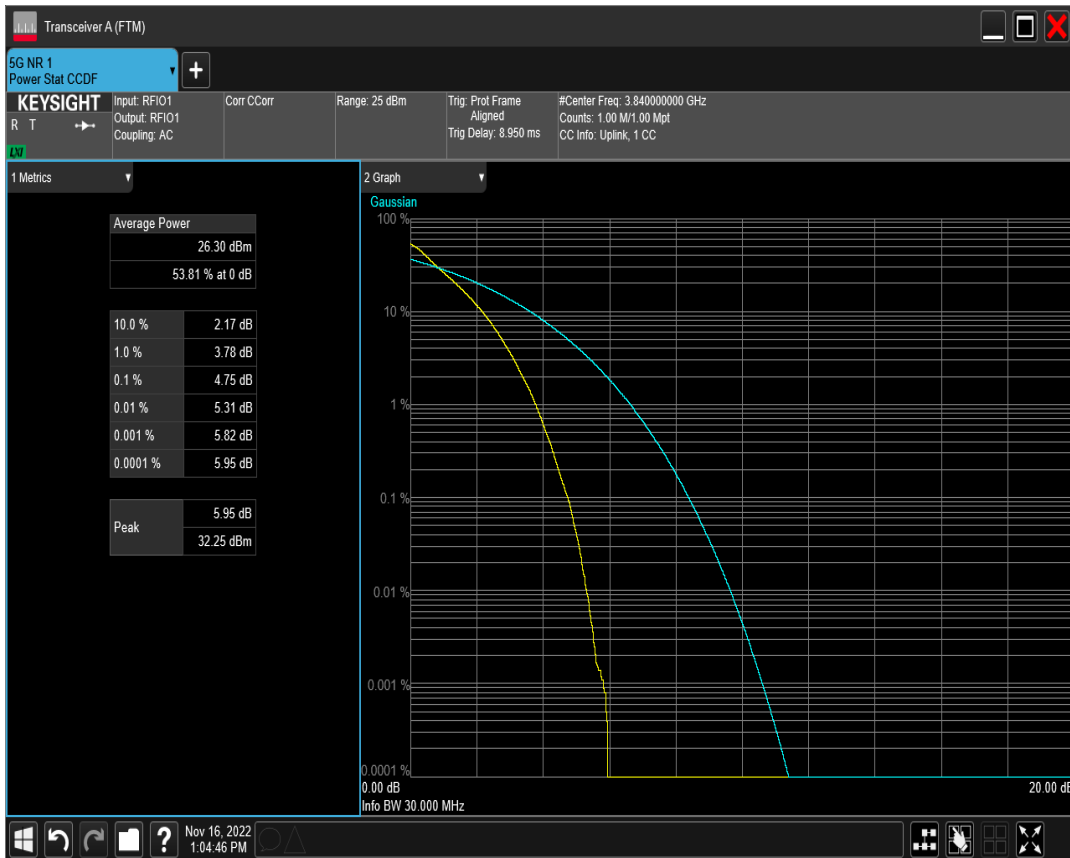 Transceiver A (FTM)
5G NR 1
Power Stat CCDF
+
KEYSIGHT
R T
LXI
Input: RFIO1
Output: RFIO1
Coupling: AC
Corr CCorr
Range: 25 dBm
Trig: Prot Frame
Aligned
Trig Delay: 8.950 ms
#Center Freq: 3.840000000 GHz
Counts: 1.00 M/1.00 Mpt
CC Info: Uplink, 1 CC
1 Metrics
Average Power
26.30 dBm
53.81 % at 0 dB
10.0 % 2.17 dB
1.0 % 3.78 dB
0.1 % 4.75 dB
0.01 % 5.31 dB
0.001 % 5.82 dB
0.0001 % 5.95 dB
Peak
5.95 dB
32.25 dBm
2 Graph
Gaussian
100 %
10 %
1 %
0.1 %
0.01 %
0.001 %
0.0001 %
0.00 dB
20.00 dB
Info BW 30.000 MHz
?
Nov 16, 2022
1:04:46 PM